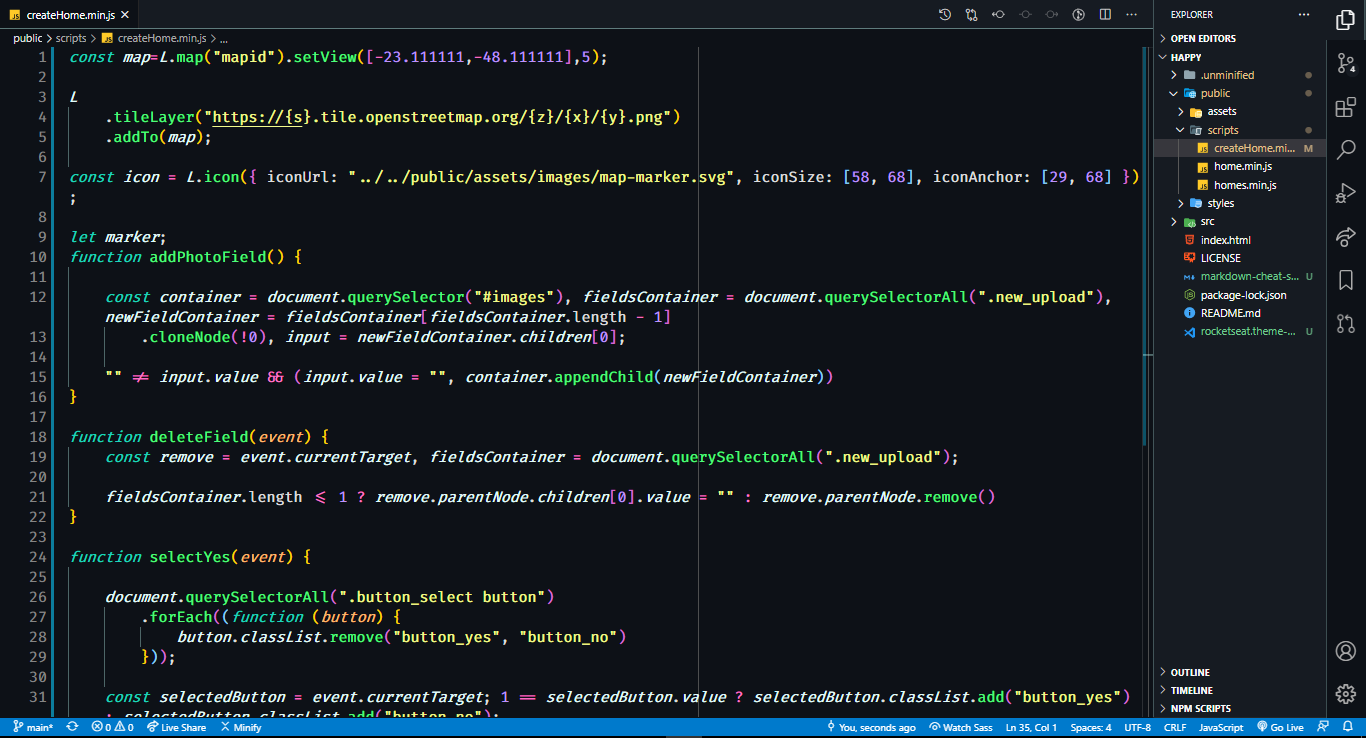 createHome.min.js
public > scripts > createHome.min.js > ...
1 const map=L.map("mapid").setView([-23.111111,-48.111111],5);
2
3 L
4 .tileLayer("https://{s}.tile.openstreetmap.org/{z}/{x}/{y}.png")
5 .addTo(map);
6
7 const icon = L.icon({ iconUrl: "../../public/assets/images/map-marker.svg", iconSize: [58, 68], iconAnchor: [29, 68] })
;
8
9 let marker;
10 function addPhotoField() {
11
12 const container = document.querySelector("#images"), fieldsContainer = document.querySelectorAll(".new_upload"),
newFieldContainer = fieldsContainer[fieldsContainer.length - 1]
13 .cloneNode(!0), input = newFieldContainer.children[0];
14
15 "" != input.value && (input.value = "", container.appendChild(newFieldContainer))
16 }
17
18 function deleteField(event) {
19 const remove = event.currentTarget, fieldsContainer = document.querySelectorAll(".new_upload");
20
21 fieldsContainer.length <= 1 ? remove.parentNode.children[0].value = "" : remove.parentNode.remove()
22 }
23
24 function selectYes(event) {
25
26 document.querySelectorAll(".button_select button")
27 .forEach((function (button) {
28 button.classList.remove("button_yes", "button_no")
29 }));
30
31 const selectedButton = event.currentTarget; 1 == selectedButton.value ? selectedButton.classList.add("button_yes")
: selectedButton.classList.add("button_no");
EXPLORER
OPEN EDITORS
HAPPY
.unminified
public
assets
scripts
createHome.mi... M
home.min.js
homes.min.js
styles
src
index.html
LICENSE
markdown-cheat-s... U
package-lock.json
README.md
rocketseat.theme-... U
OUTLINE
TIMELINE
NPM SCRIPTS
4
main* 0 0 Live Share Minify You, seconds ago Watch Sass Ln 35, Col 1 Spaces: 4 UTF-8 CRLF JavaScript Go Live